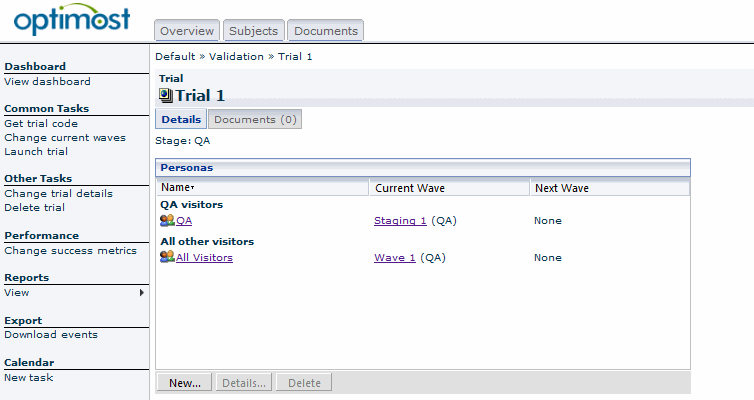 optimost
Overview Subjects Documents
Default » Validation » Trial 1
Dashboard
View dashboard
Common Tasks
Get trial code
Change current waves
Launch trial
Other Tasks
Change trial details
Delete trial
Performance
Change success metrics
Reports
View
Export
Download events
Calendar
New task
Trial
Trial 1
Details Documents (0)
Stage: QA
Personas
Name Current Wave Next Wave
QA visitors
QA Staging 1 (QA) None
All other visitors
All Visitors Wave 1 (QA) None
New... Details... Delete